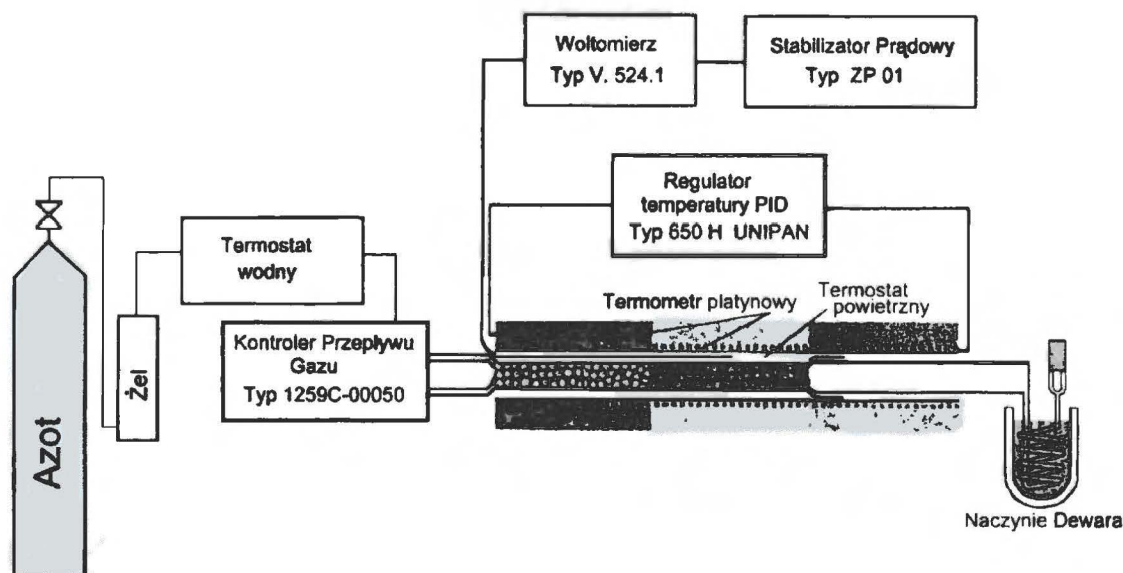 Woltomierz
Typ V. 524.1
Stabilizator Prądowy
Typ ZP 01
Regulator
temperatury PID
Typ 650 H UNIPAN
Termostat
wodny
Termometr platynowy
Termostat
powietrzny
Kontroler Przepływu
Gazu
Typ 1259C-00050
Żel
Azot
Naczynie Dewara